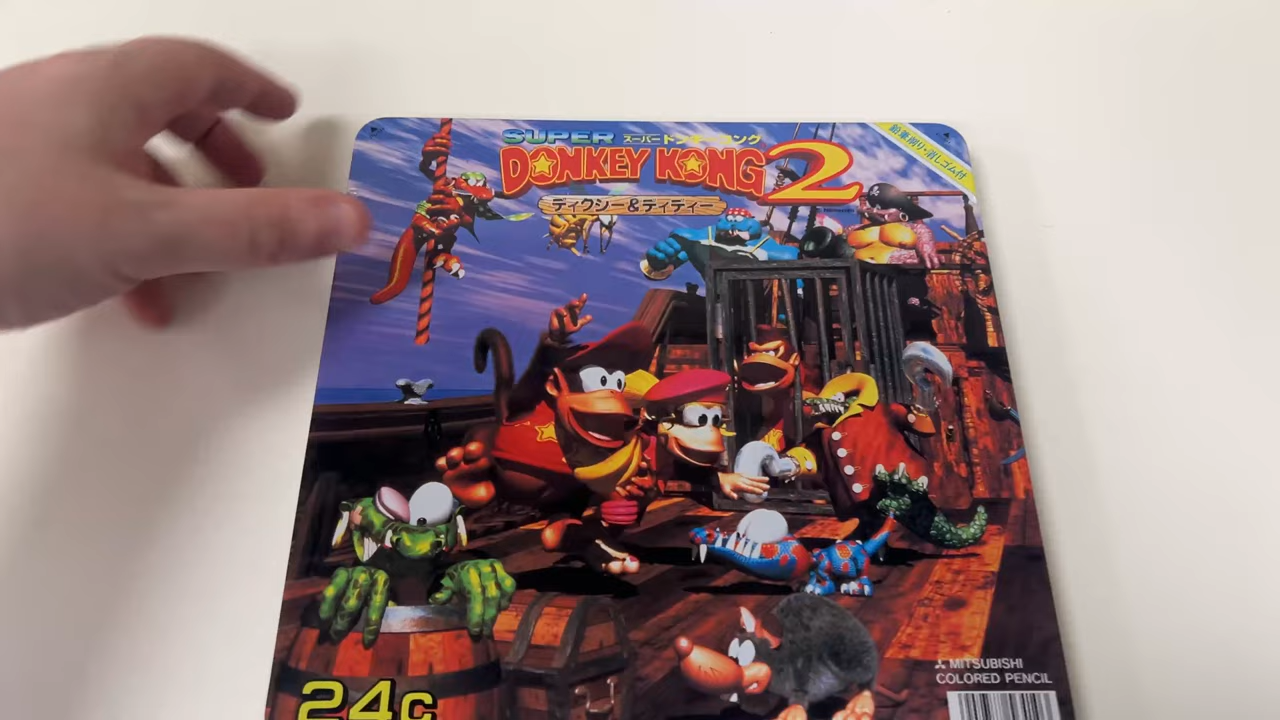 SUPER スーパードンキーコング
DONKEY KONG 2
ディクシー&ディディー
鉛筆削り・消しゴム付
24C
MITSUBISHI
COLORED PENCIL